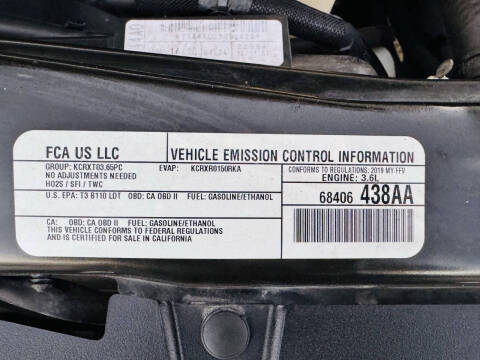 FCA US LLC VEHICLE EMISSION CONTROL INFORMATION
GROUP: KCRXT03.65PC EVAP: KCRXR0150RKA CONFORMS TO REGULATIONS: 2019 MY FFV
NO ADJUSTMENTS NEEDED ENGINE: 3.6L
HO2S / SFI / TWC
68406 438AA
U.S. EPA: T3 B110 LDT OBD: CA OBD II FUEL: GASOLINE/ETHANOL
CA: OBD: CA OBD II FUEL: GASOLINE/ETHANOL
THIS VEHICLE CONFORMS TO FEDERAL REGULATIONS
AND IS CERTIFIED FOR SALE IN CALIFORNIA